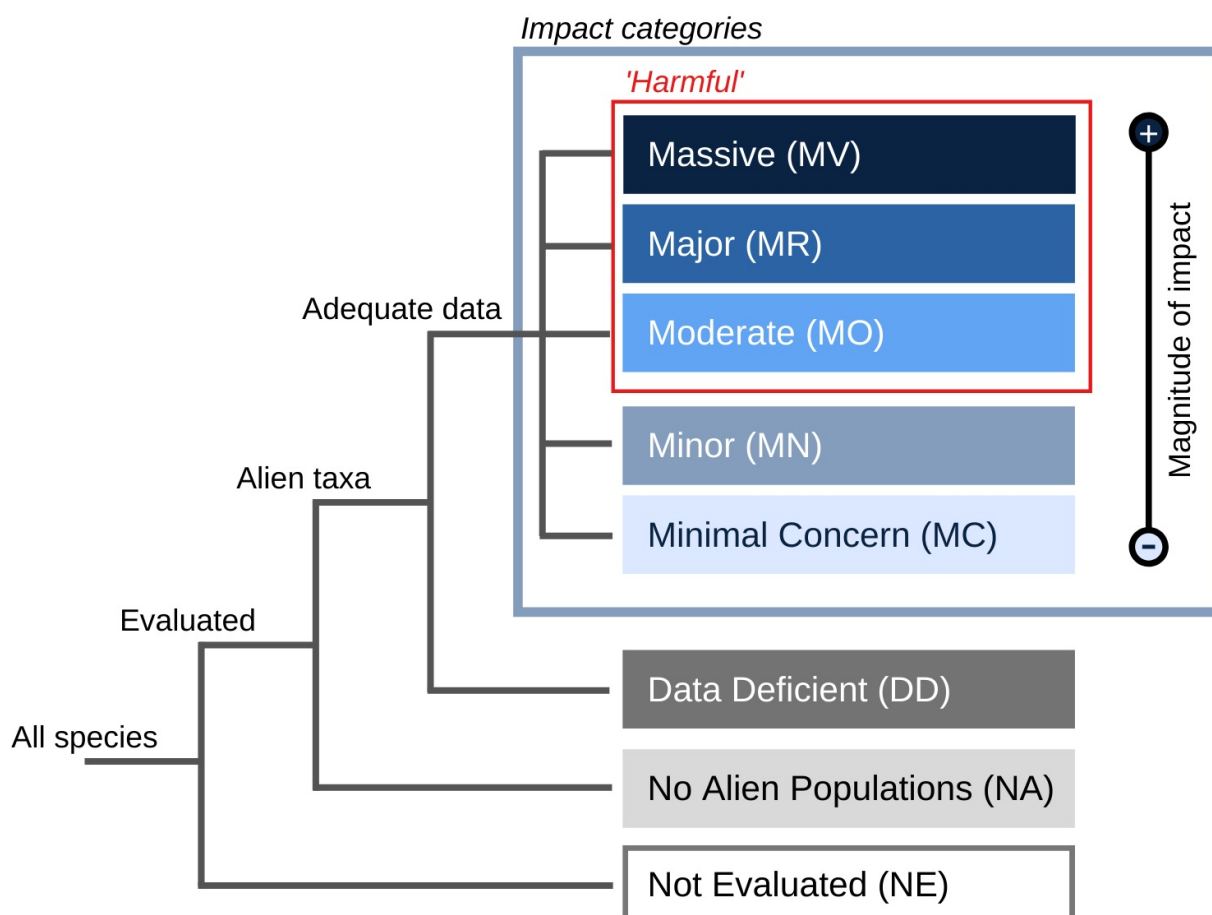 Impact categories
'Harmful'
Massive (MV)
+
Major (MR)
Magnitude of impact
Adequate data
Moderate (MO)
Minor (MN)
Alien taxa
Minimal Concern (MC)
-
Evaluated
Data Deficient (DD)
All species
No Alien Populations (NA)
Not Evaluated (NE)